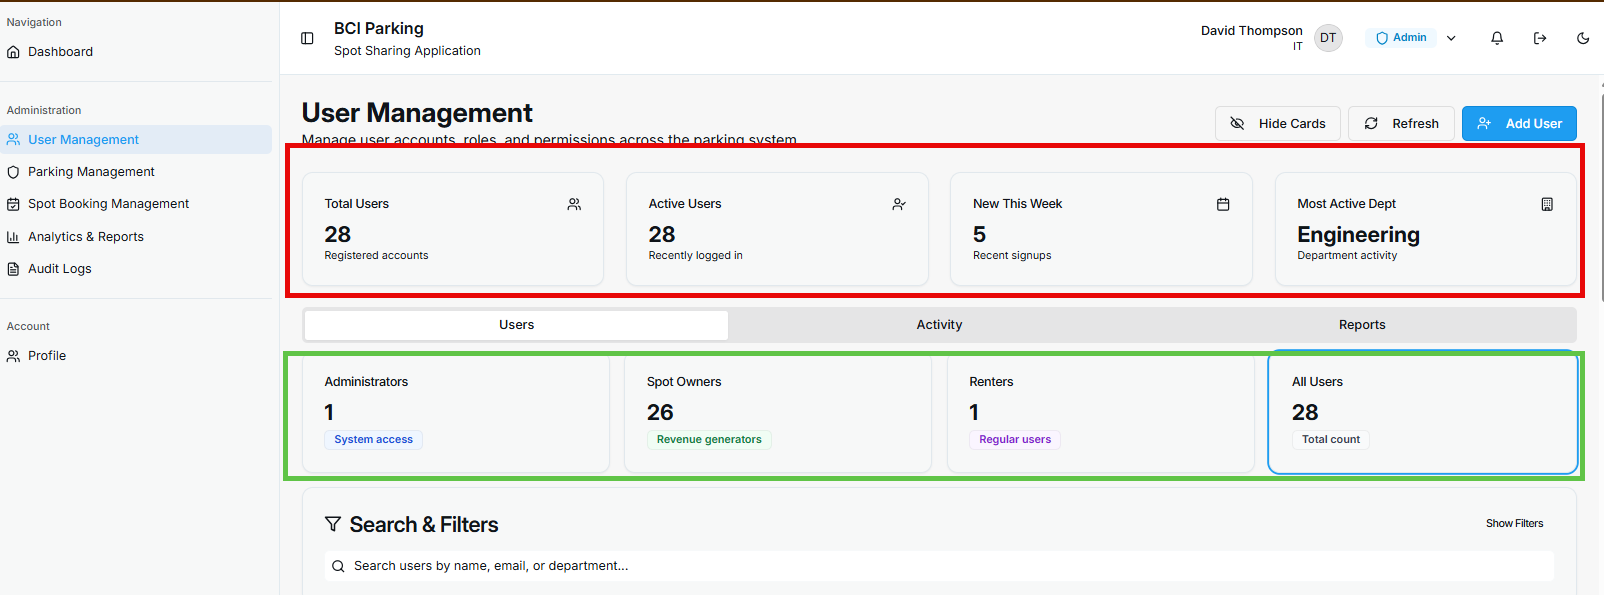 Navigation
Dashboard
Administration
User Management
Parking Management
Spot Booking Management
Analytics & Reports
Audit Logs
Account
Profile
BCI Parking
Spot Sharing Application
David Thompson
IT
DT
Admin
User Management
Manage user accounts, roles, and permissions across the parking system
Hide Cards
Refresh
Add User
Total Users
28
Registered accounts
Active Users
28
Recently logged in
New This Week
5
Recent signups
Most Active Dept
Engineering
Department activity
Users
Activity
Reports
Administrators
1
System access
Spot Owners
26
Revenue generators
Renters
1
Regular users
All Users
28
Total count
Search & Filters
Show Filters
Search users by name, email, or department...